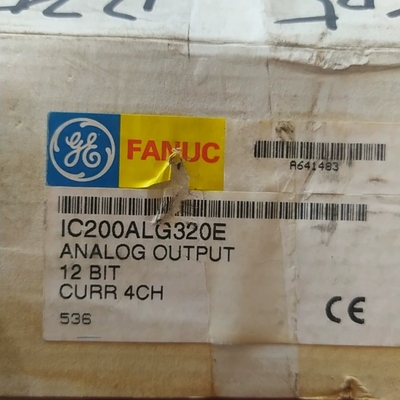 GE FANUC
A641483
IC200ALG320E
ANALOG OUTPUT
12 BIT
CURR 4CH
536
CE